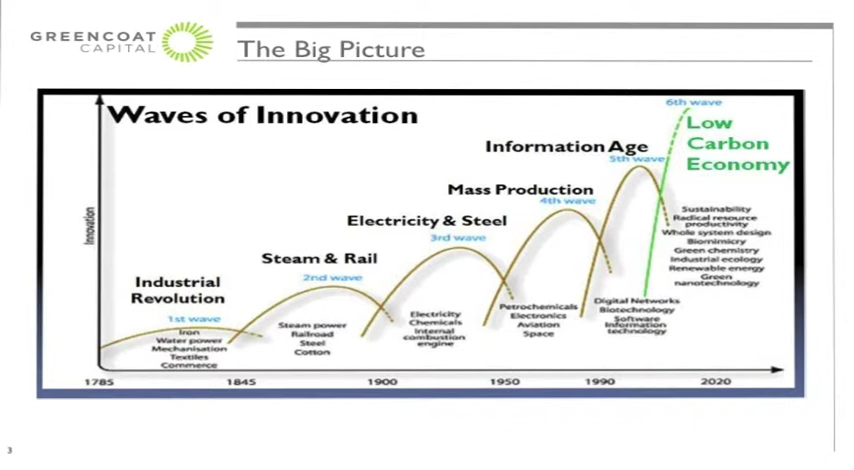 GREENCOAT
CAPITAL
The Big Picture
Waves of Innovation
6th wave
Low
Carbon
Economy
Information Age
5th wave
Mass Production
4th wave
Electricity & Steel
3rd wave
Steam & Rail
2nd wave
Industrial
Revolution
1st wave
Innovation
Iron
Water power
Mechanisation
Textiles
Commerce
Steam power
Railroad
Steel
Cotton
Electricity
Chemicals
Internal
combustion
engine
Petrochemicals
Electronics
Aviation
Space
Digital Networks
Biotechnology
Software
Information
technology
Sustainability
Radical resource
productivity
Whole system design
Biomimicry
Green chemistry
Industrial ecology
Renewable energy
Green
nanotechnology
1785 1845 1900 1950 1990 2020
3